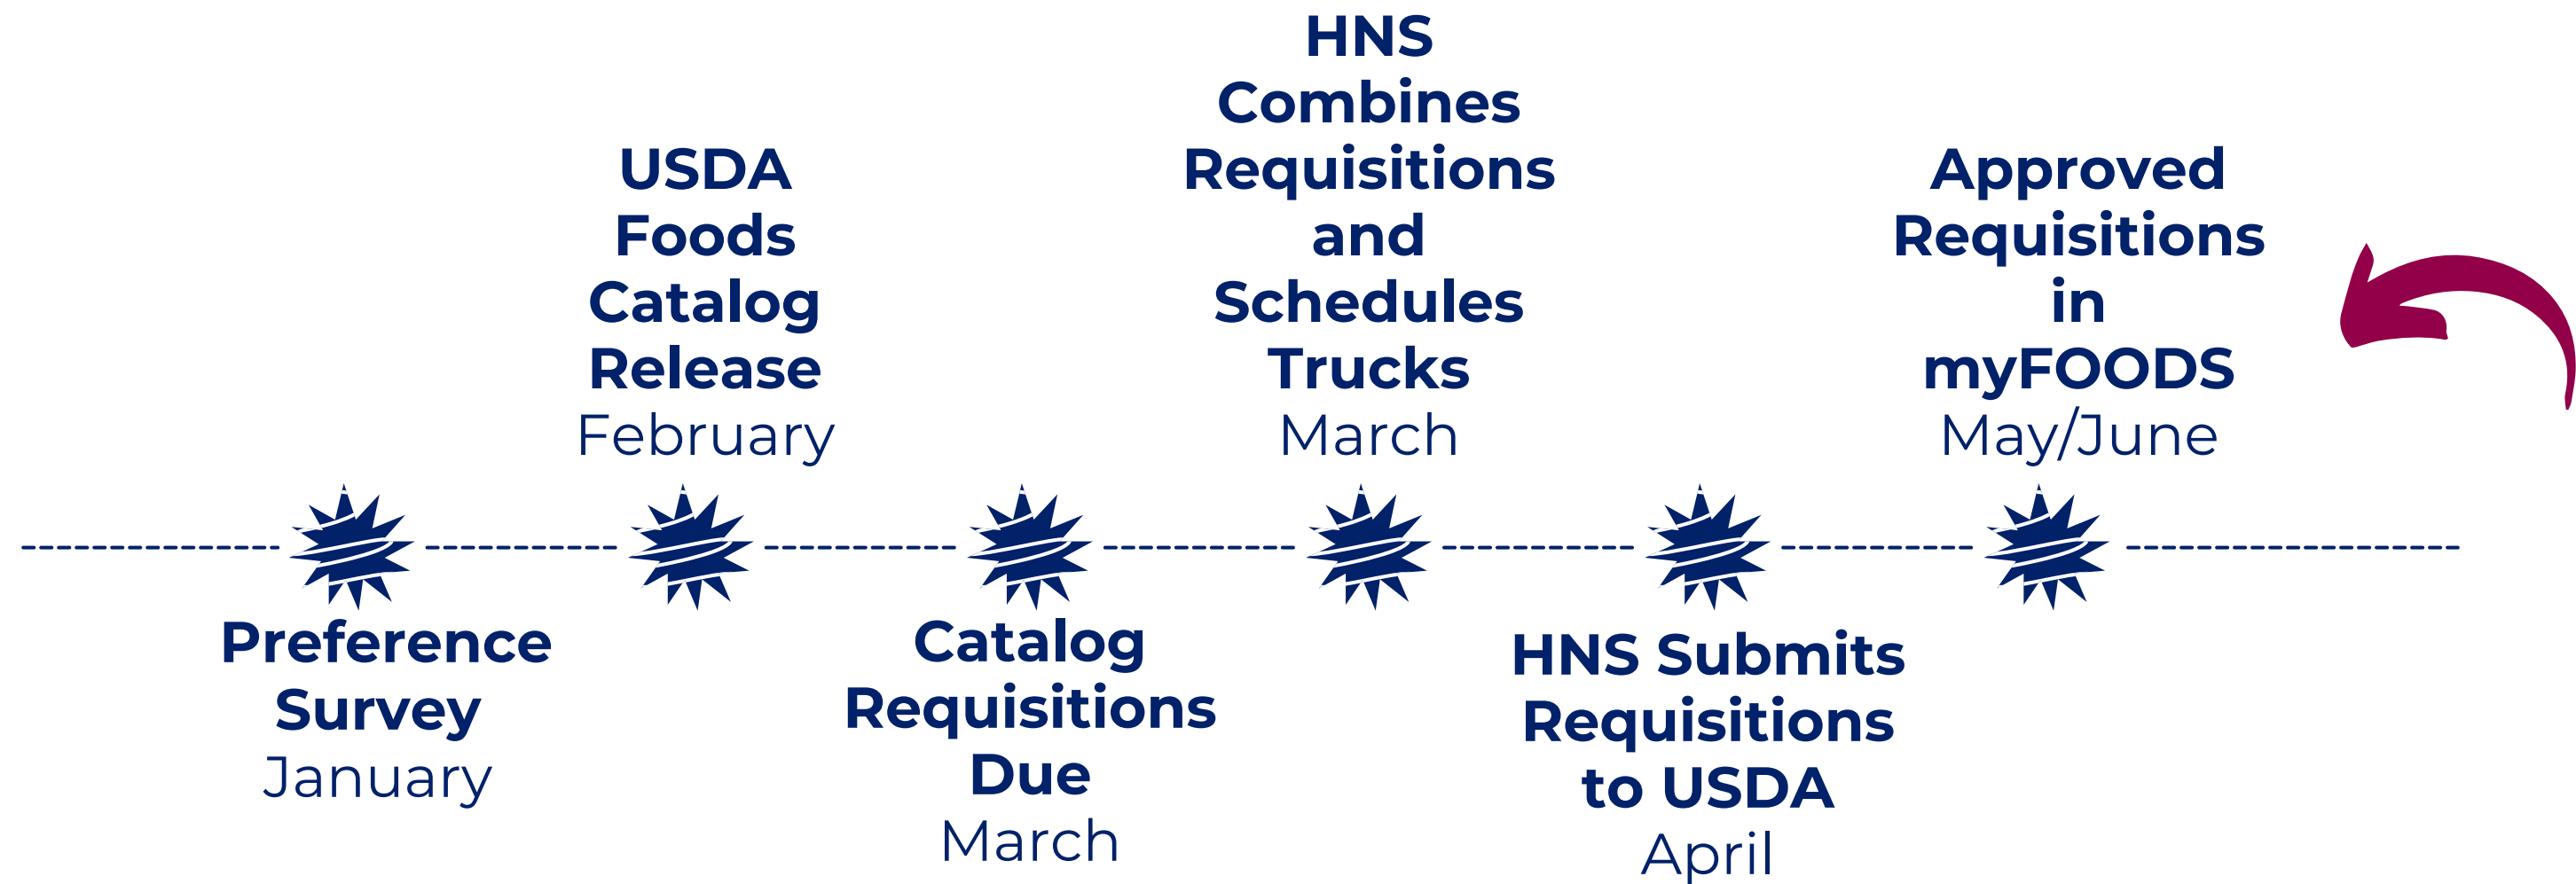 Preference
Survey
January
USDA
Foods
Catalog
Release
February
Catalog
Requisitions
Due
March
HNS
Combines
Requisitions
and
Schedules
Trucks
March
HNS Submits
Requisitions
to USDA
April
Approved
Requisitions
in
myFOODS
May/June